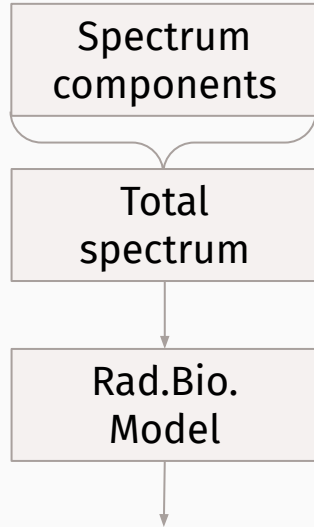 Spectrum
components
Total
spectrum
Rad.Bio.
Model